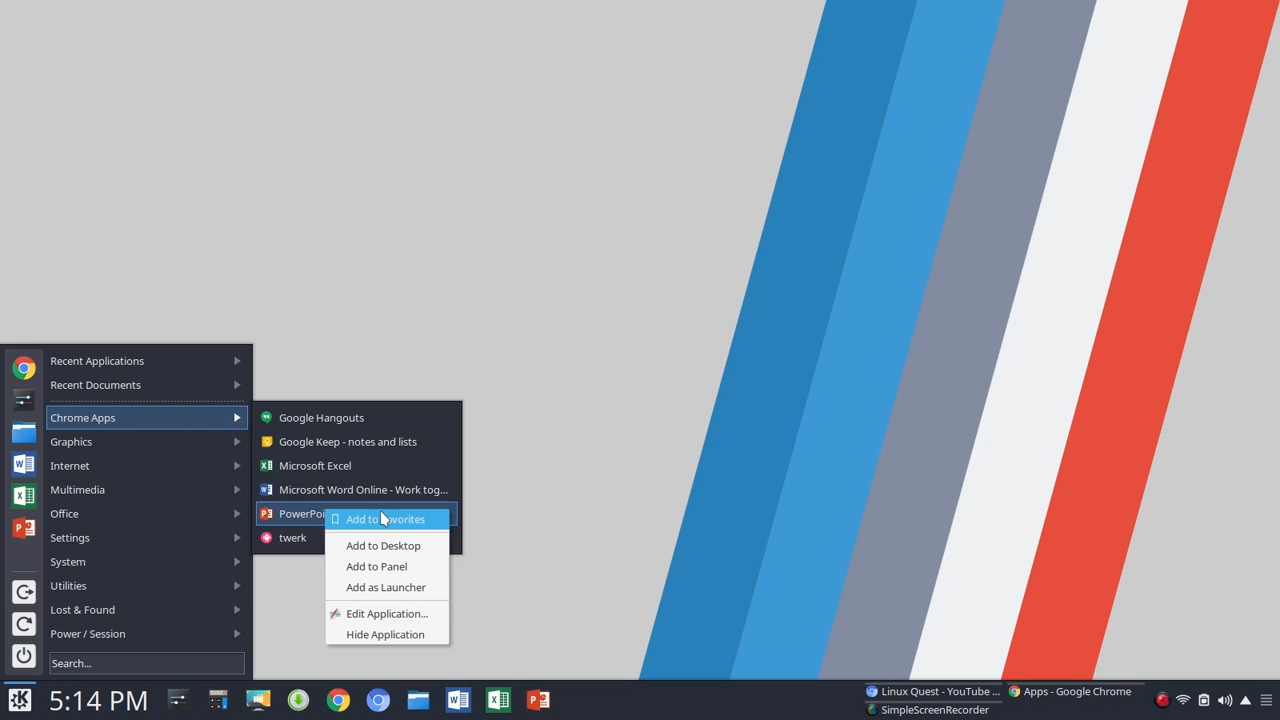 Recent Applications
Recent Documents
Chrome Apps
Graphics
Internet
Multimedia
Office
Settings
System
Utilities
Lost & Found
Power / Session
Search...
Google Hangouts
Google Keep - notes and lists
Microsoft Excel
Microsoft Word Online - Work tog...
twerk
Add to Favorites
Add to Desktop
Add to Panel
Add as Launcher
Edit Application...
Hide Application
5:14 PM
Linux Quest - YouTube ...
Apps - Google Chrome
SimpleScreenRecorder